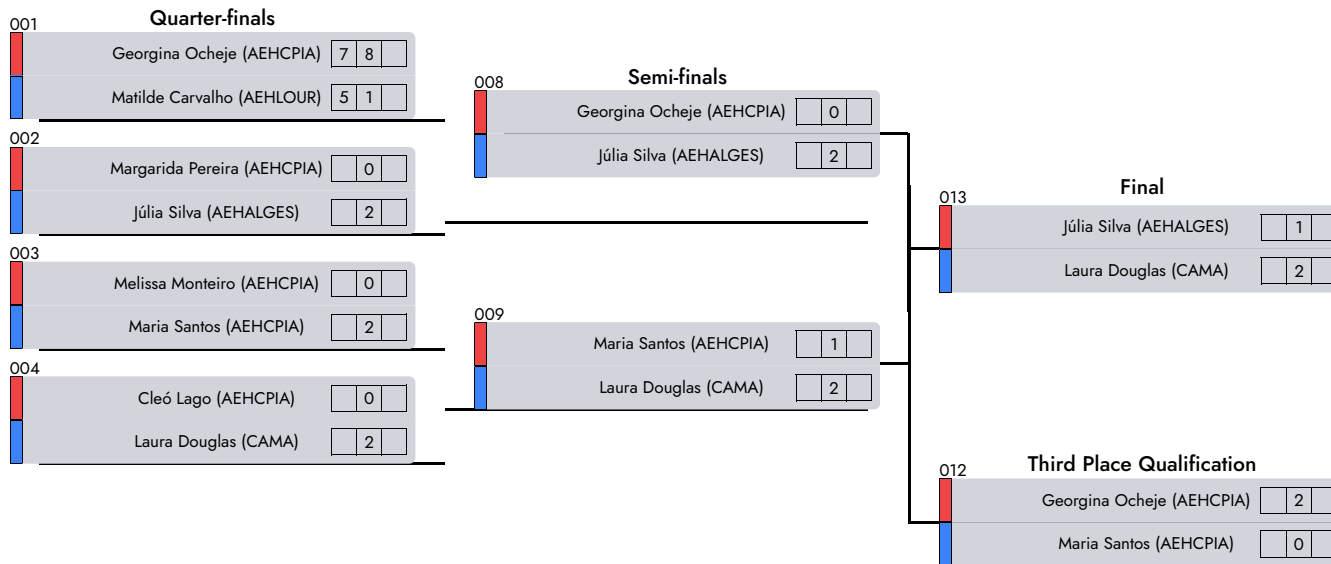 Quarter-finals
001
Georgina Ocheje (AEHCPIA) 7 8
Matilde Carvalho (AEHLOUR) 5 1
002
Margarida Pereira (AEHCPIA) 0
Júlia Silva (AEHALGES) 2
003
Melissa Monteiro (AEHCPIA) 0
Maria Santos (AEHCPIA) 2
004
Cleó Lago (AEHCPIA) 0
Laura Douglas (CAMA) 2
Semi-finals
008
Georgina Ocheje (AEHCPIA) 0
Júlia Silva (AEHALGES) 2
009
Maria Santos (AEHCPIA) 1
Laura Douglas (CAMA) 2
Final
013
Júlia Silva (AEHALGES) 1
Laura Douglas (CAMA) 2
Third Place Qualification
012
Georgina Ocheje (AEHCPIA) 2
Maria Santos (AEHCPIA) 0